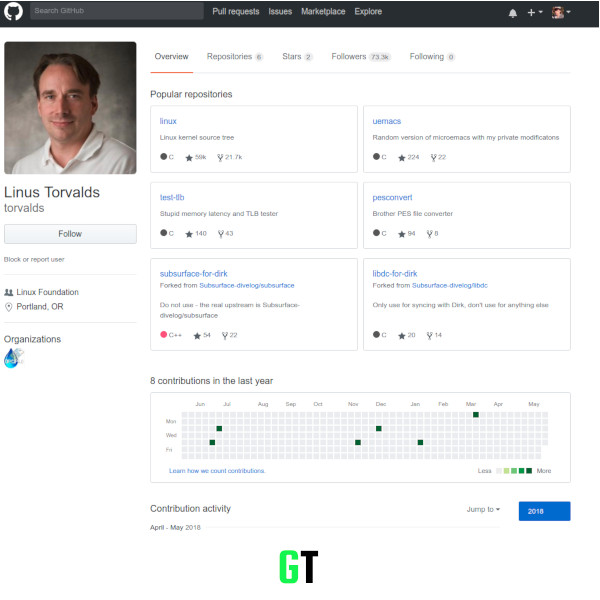 Search GitHub
Pull requests Issues Marketplace Explore
Overview Repositories 6 Stars 2 Followers 73.3k Following 0
Popular repositories
linux
Linux kernel source tree
C 59k 21.7k
uemacs
Random version of microemacs with my private modificatons
C 224 22
test-tlb
Stupid memory latency and TLB tester
C 140 43
pesconvert
Brother PES file converter
C 94 8
subsurface-for-dirk
Forked from Subsurface-divelog/subsurface
Do not use - the real upstream is Subsurface-
divelog/subsurface
C++ 54 22
libdc-for-dirk
Forked from Subsurface-divelog/libdc
Only use for syncing with Dirk, don't use for anything else
C 20 14
Linus Torvalds
torvalds
Follow
Block or report user
Linux Foundation
Portland, OR
Organizations
8 contributions in the last year
Jun Jul Aug Sep Oct Nov Dec Jan Feb Mar Apr May
Mon
Wed
Fri
Learn how we count contributions.
Less More
Contribution activity
Jump to
2018
April - May 2018
GT